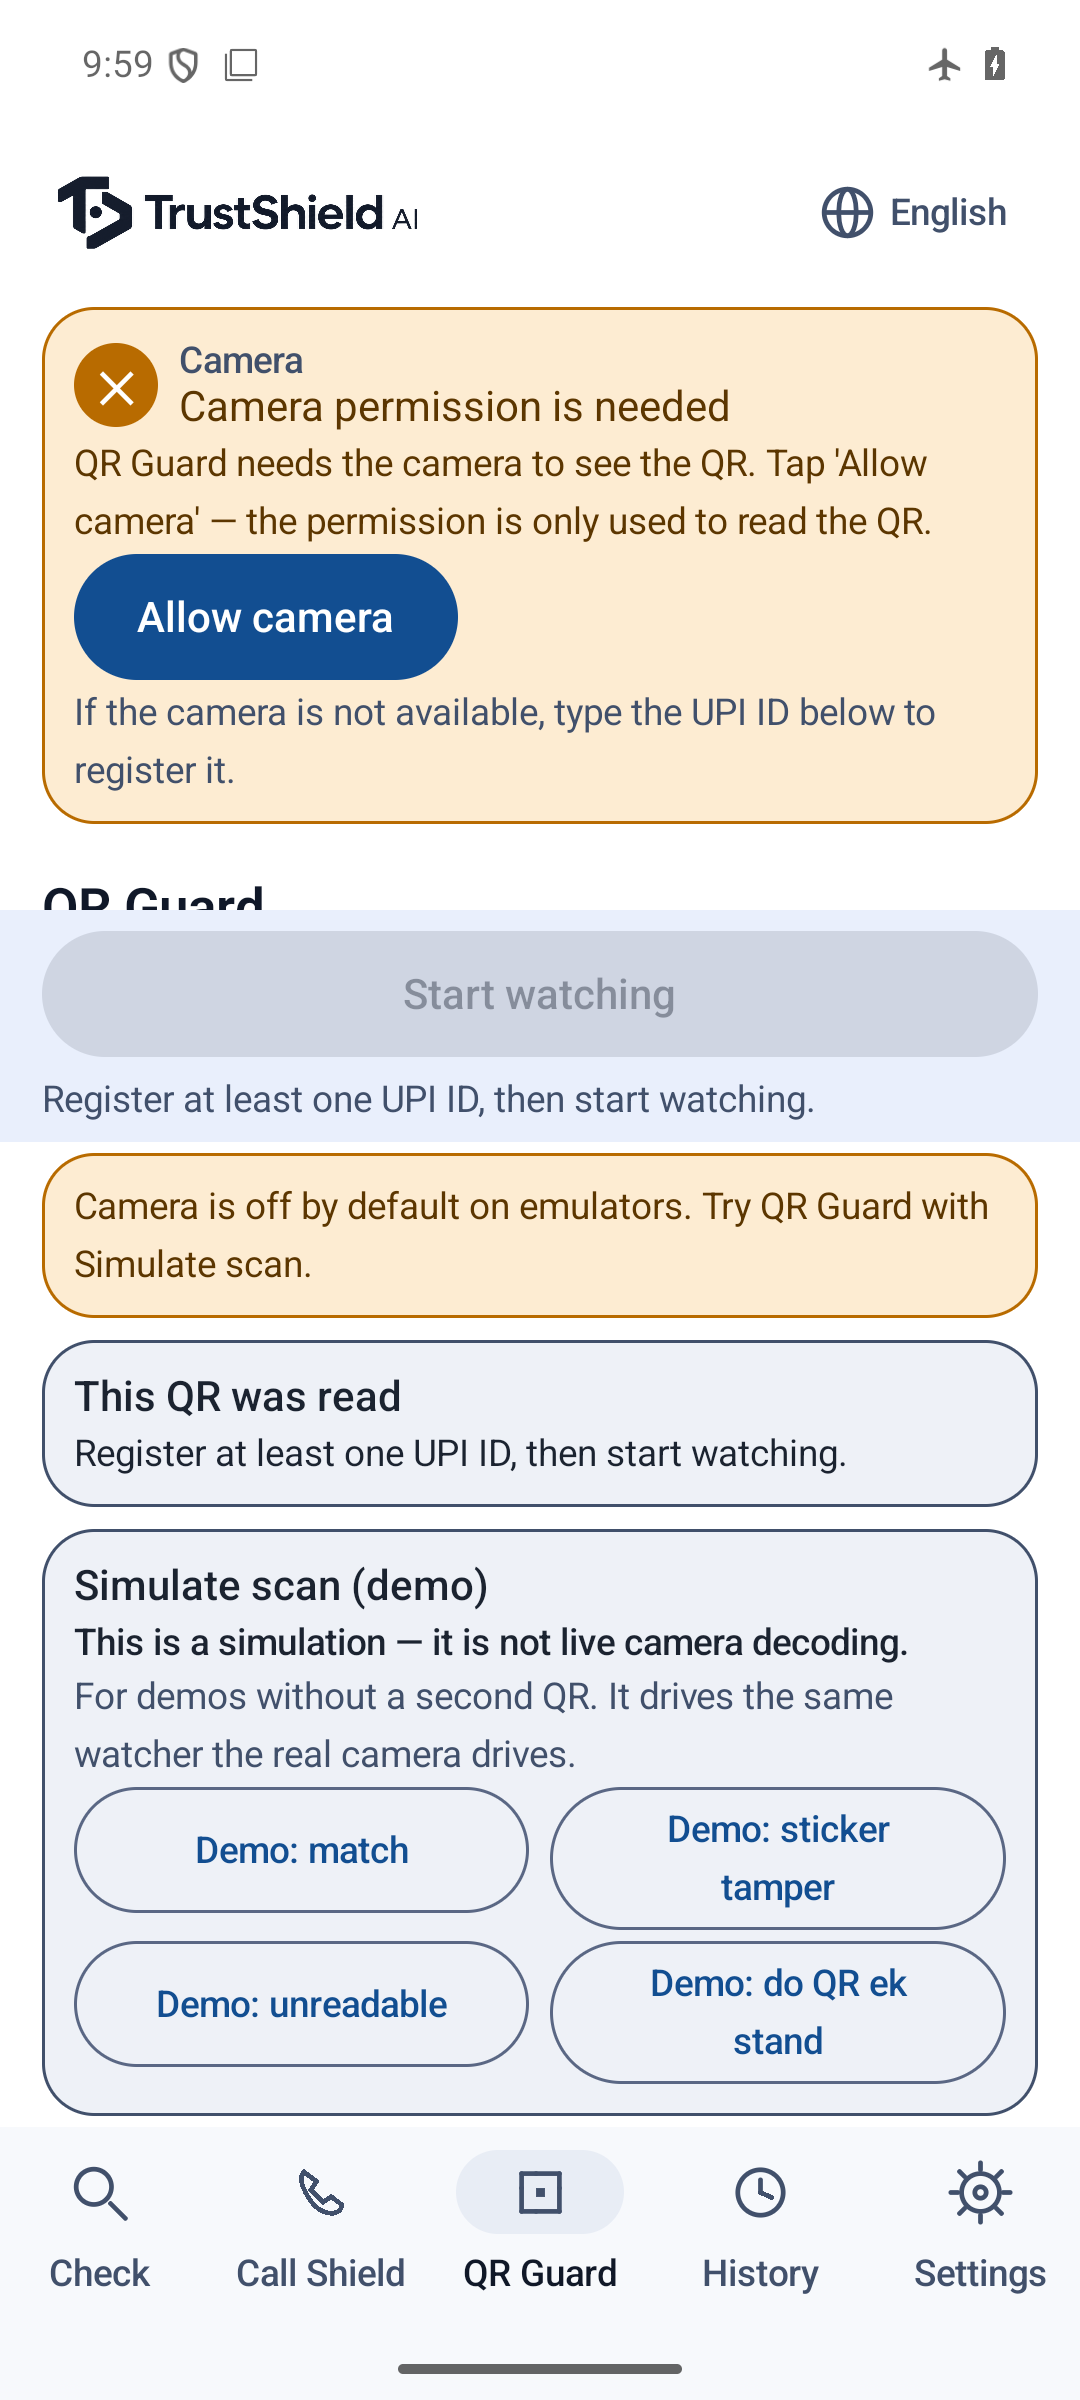 9:59
TrustShield AI
English
Camera
Camera permission is needed
QR Guard needs the camera to see the QR. Tap 'Allow
camera' — the permission is only used to read the QR.
Allow camera
If the camera is not available, type the UPI ID below to
register it.
QR Guard
Start watching
Register at least one UPI ID, then start watching.
Camera is off by default on emulators. Try QR Guard with
Simulate scan.
This QR was read
Register at least one UPI ID, then start watching.
Simulate scan (demo)
This is a simulation — it is not live camera decoding.
For demos without a second QR. It drives the same
watcher the real camera drives.
Demo: match
Demo: sticker
tamper
Demo: unreadable
Demo: do QR ek
stand
Check
Call Shield
QR Guard
History
Settings